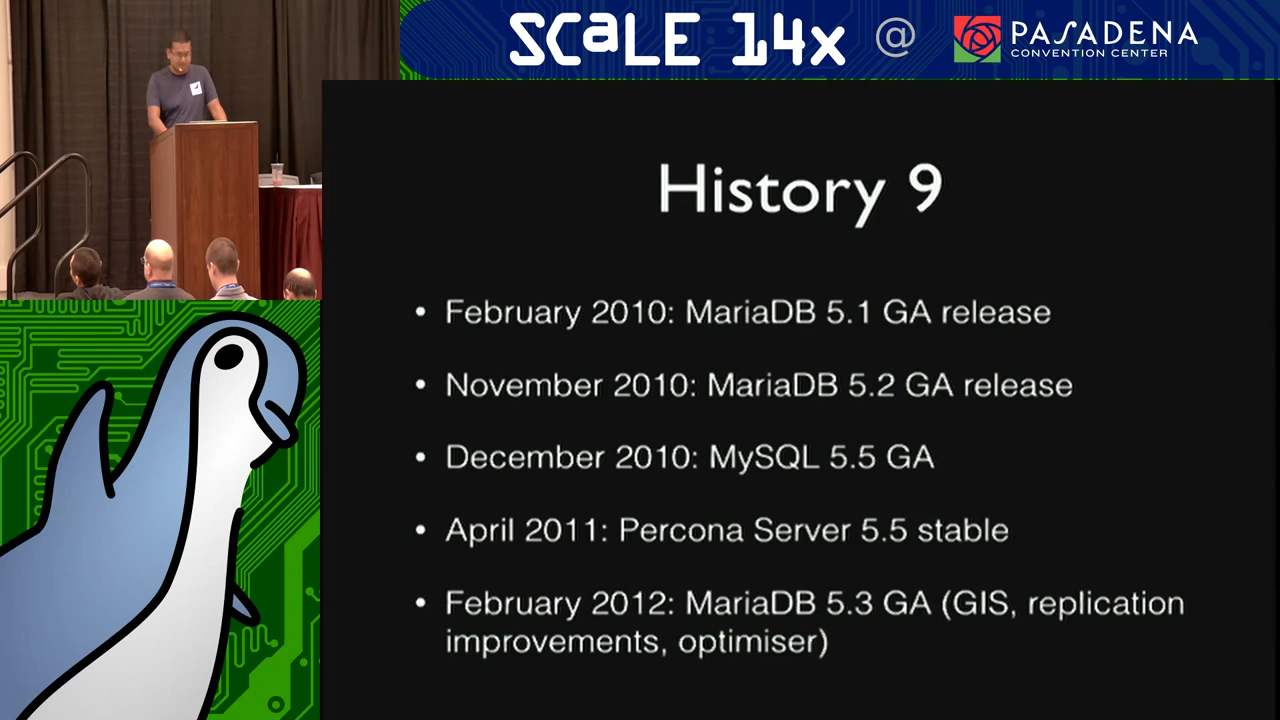 SCaLE 14x @ PASADENA
CONVENTION CENTER
History 9
• February 2010: MariaDB 5.1 GA release
• November 2010: MariaDB 5.2 GA release
• December 2010: MySQL 5.5 GA
• April 2011: Percona Server 5.5 stable
• February 2012: MariaDB 5.3 GA (GIS, replication
improvements, optimiser)